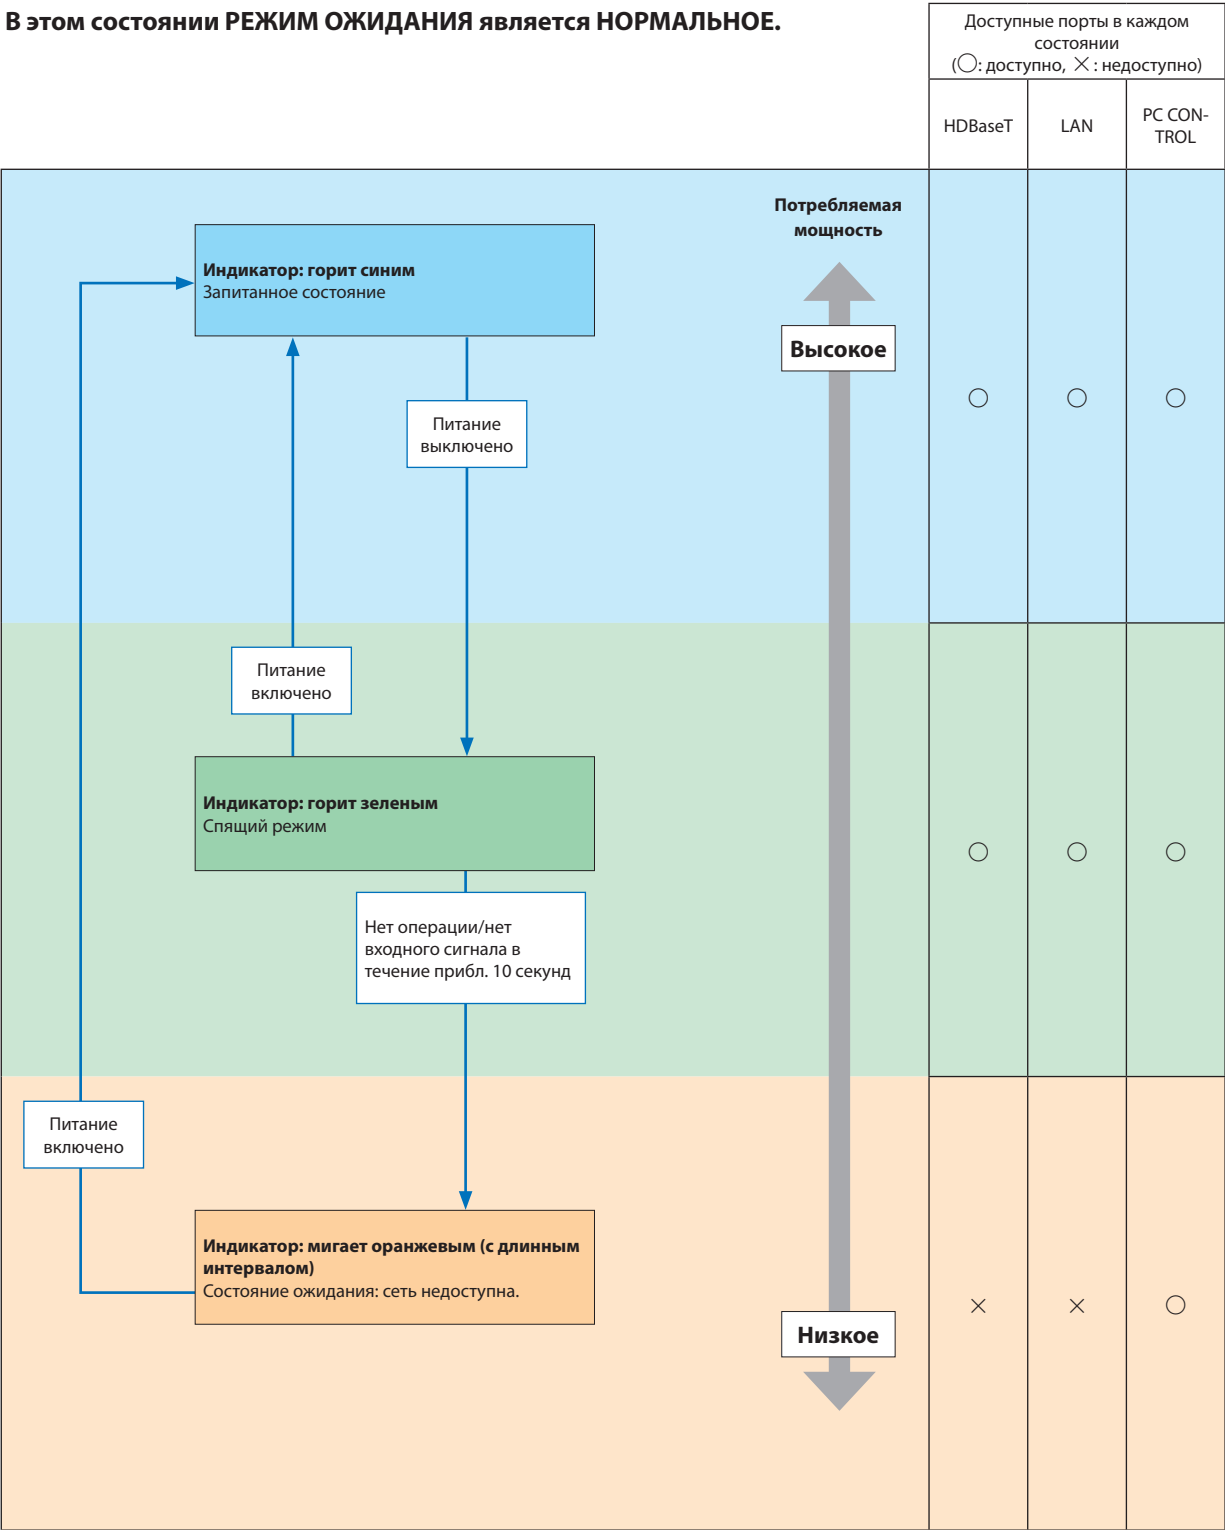 В этом состоянии РЕЖИМ ОЖИДАНИЯ является НОРМАЛЬНОЕ.
Доступные порты в каждом
состоянии
(○: доступно, ×: недоступно)
HDBaseT
LAN
PC CON-
TROL
Потребляемая
мощность
Индикатор: горит синим
Запитанное состояние
Высокое
○ ○ ○
Питание
выключено
Питание
включено
Индикатор: горит зеленым
Спящий режим
○ ○ ○
Нет операции/нет
входного сигнала в
течение прибл. 10 секунд
Питание
включено
Индикатор: мигает оранжевым (с длинным
интервалом)
Состояние ожидания: сеть недоступна.
× × ○
Низкое